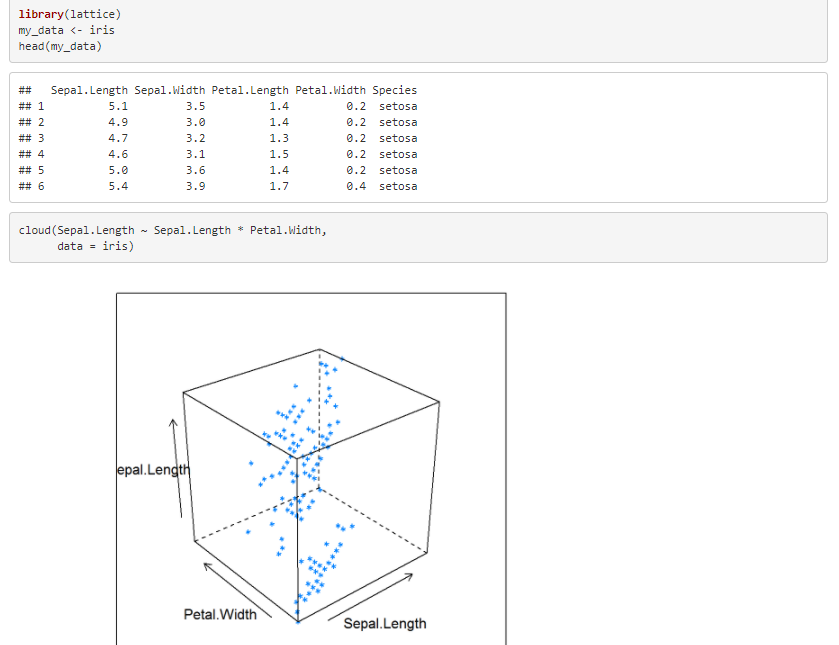 library(lattice)
my_data <- iris
head(my_data)
##   Sepal.Length Sepal.Width Petal.Length Petal.Width Species
## 1          5.1         3.5          1.4         0.2  setosa
## 2          4.9         3.0          1.4         0.2  setosa
## 3          4.7         3.2          1.3         0.2  setosa
## 4          4.6         3.1          1.5         0.2  setosa
## 5          5.0         3.6          1.4         0.2  setosa
## 6          5.4         3.9          1.7         0.4  setosa
cloud(Sepal.Length ~ Sepal.Length * Petal.Width,
      data = iris)
epal.Length
Petal.Width
Sepal.Length